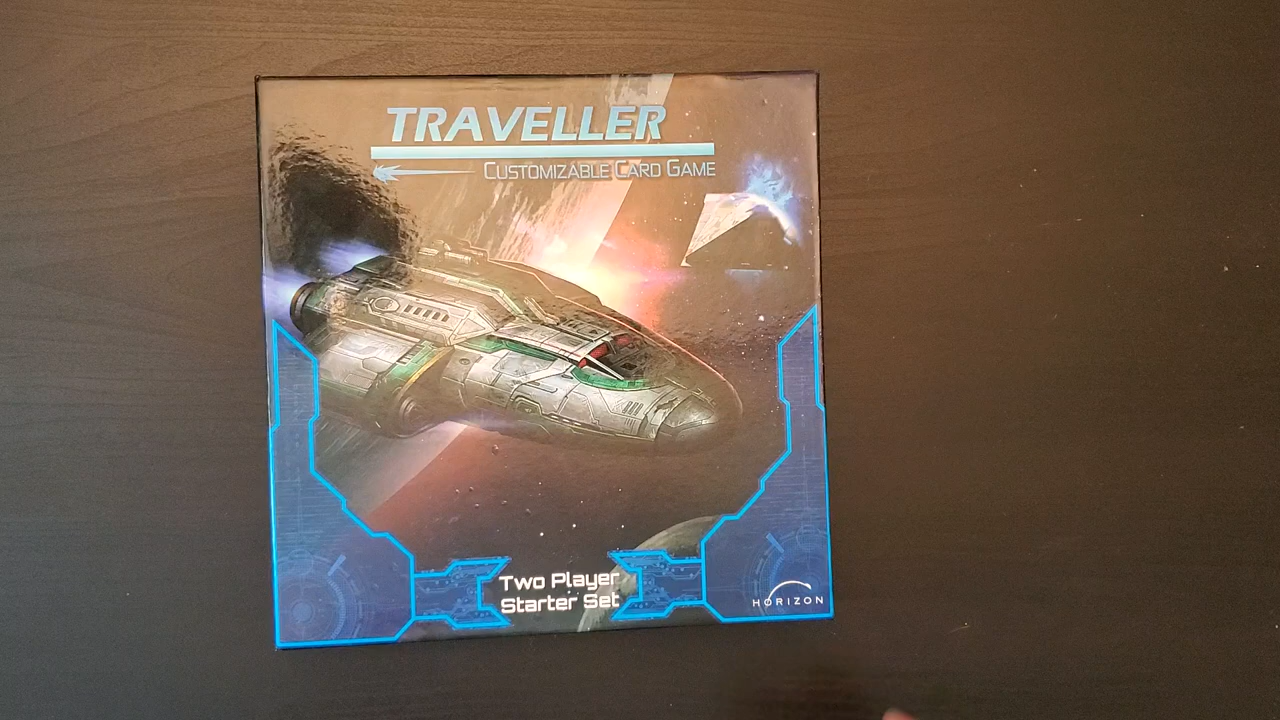 TRAVELLER
CUSTOMIZABLE CARD GAME
Two Player
Starter Set
HORIZON